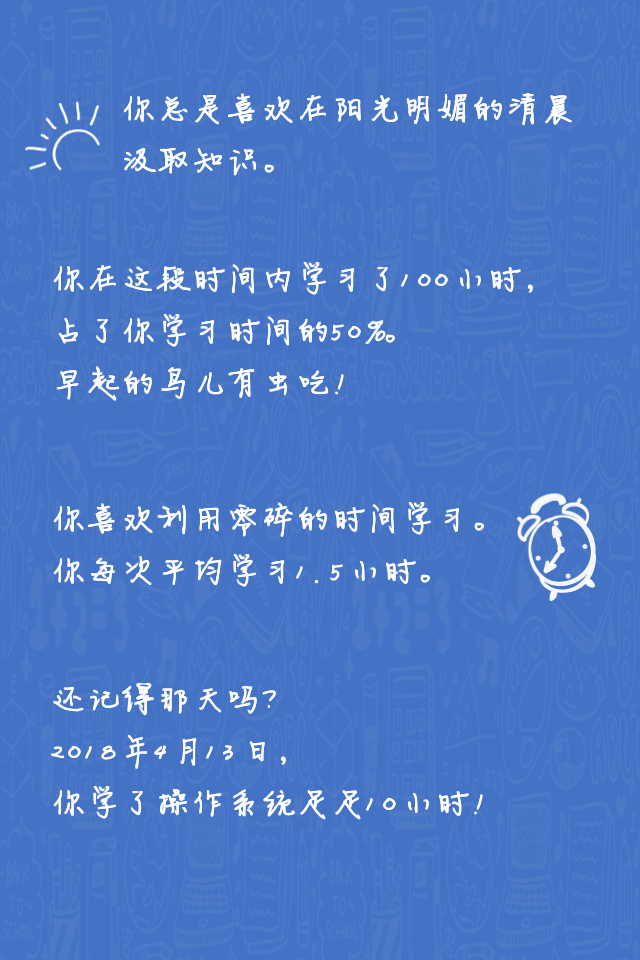 你总是喜欢在阳光明媚的清晨
汲取知识。
你在这段时间内学习了100小时，
占了你学习时间的50%。
早起的鸟儿有虫吃！
你喜欢利用零碎的时间学习。
你每次平均学习1.5小时。
还记得那天吗？
2018年4月13日，
你学了操作系统足足10小时！